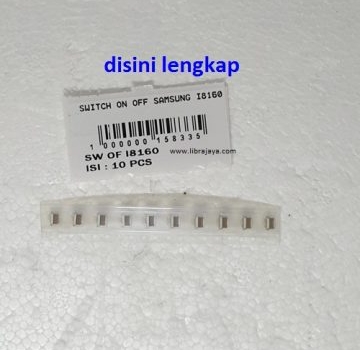 disini lengkap
SWITCH ON OFF SAMSUNG I8160
1 000000 158335
SW OF I8160
www.librajaya.com
ISI : 10 PCS